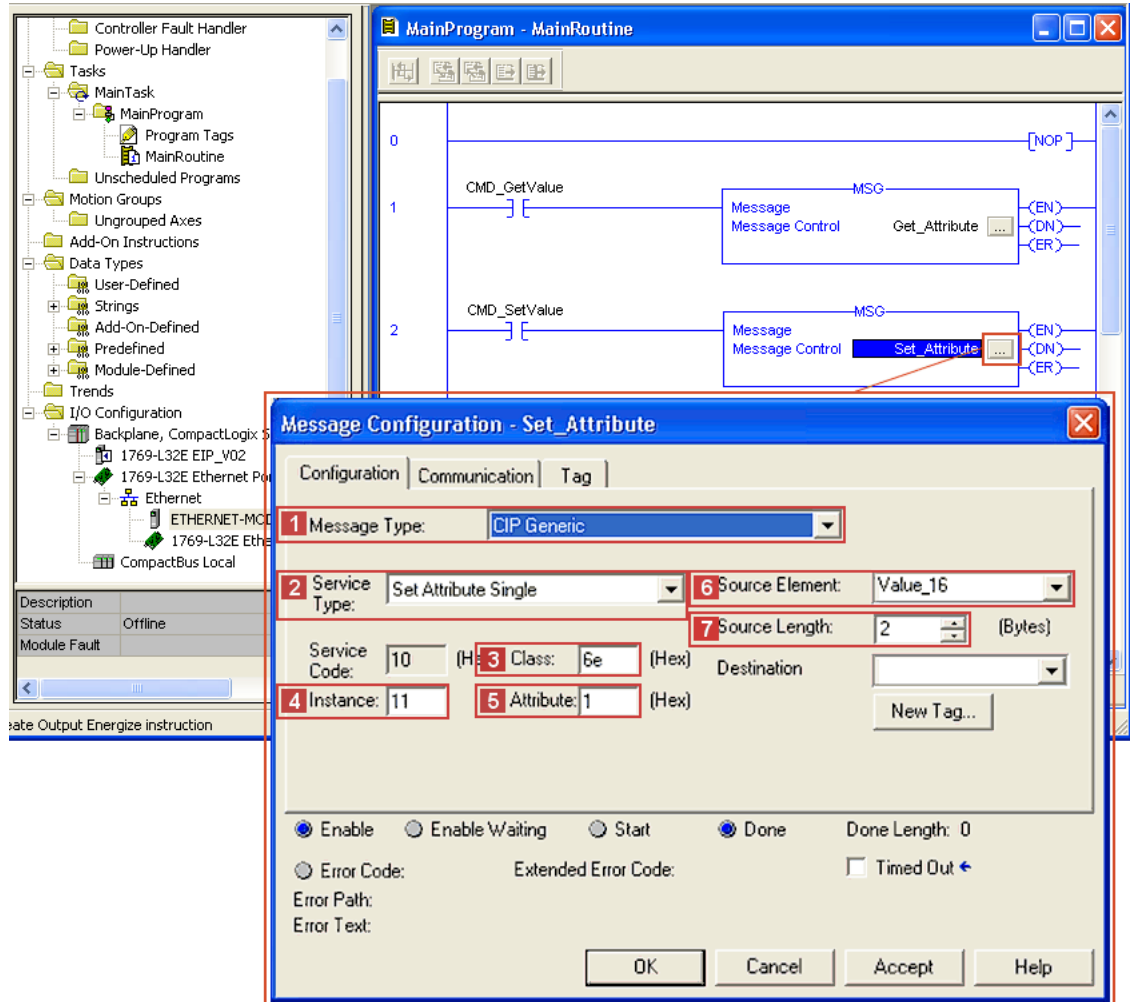 Controller Fault Handler
Power-Up Handler
Tasks
MainTask
MainProgram
Program Tags
MainRoutine
Unscheduled Programs
Motion Groups
Ungrouped Axes
Add-On Instructions
Data Types
User-Defined
Strings
Add-On-Defined
Predefined
Module-Defined
Trends
I/O Configuration
Backplane, CompactLogix S
1769-L32E EIP_V02
1769-L32E Ethernet Por
Ethernet
ETHERNET-MOD
1769-L32E Ethe
CompactBus Local
Description
Status Offline
Module Fault
eate Output Energize instruction
MainProgram - MainRoutine
0 NOP
CMD_GetValue MSG
1 Message EN
Message Control Get_Attribute ... DN
ER
CMD_SetValue MSG
2 Message EN
Message Control Set_Attribute ... DN
ER
Message Configuration - Set_Attribute
Configuration Communication Tag
1 Message Type: CIP Generic
2 Service Type: Set Attribute Single
6 Source Element: Value_16
7 Source Length: 2 (Bytes)
Service Code: 10 (He
3 Class: 6e (Hex)
Destination
4 Instance: 11
5 Attribute: 1 (Hex)
New Tag...
Enable Enable Waiting Start Done Done Length: 0
Error Code: Extended Error Code: Timed Out
Error Path:
Error Text:
OK Cancel Accept Help